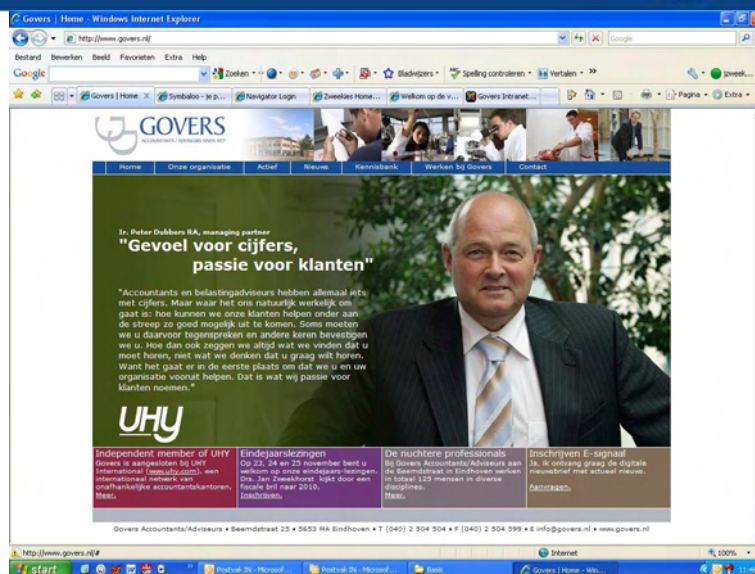 Govers | Home - Windows Internet Explorer
http://www.govers.nl/
Google
Bestand Bewerken Beeld Favorieten Extra Help
Google Zoeken Bladwijzers Spelling controleren Vertalen
Govers | Home Symbaloo - je p... Navigator Login Zweekies Home... Welkom op de v... Govers Intranet... Pagina Extra
GOVERS
ACCOUNTANTS / ADVISEURS SINDS 1927
Home Onze organisatie Actief Nieuws Kennisbank Werken bij Govers Contact
Ir. Peter Dobbers RA, managing partner
"Gevoel voor cijfers,
passie voor klanten"
"Accountants en belastingadviseurs hebben allemaal iets
met cijfers. Maar waar het ons natuurlijk werkelijk om
gaat is: hoe kunnen we onze klanten helpen onder aan
de streep zo goed mogelijk uit te komen. Soms moeten
we u daarvoor tegenspreken en andere keren bevestigen
we u. Hoe dan ook zeggen we altijd wat we vinden dat u
moet horen, niet wat we denken dat u graag wilt horen.
Want het gaat er in de eerste plaats om dat we u en uw
organisatie vooruit helpen. Dat is wat wij passie voor
klanten noemen."
UHY
Independent member of UHY
Govers is aangesloten bij UHY
International (www.uhy.com), een
internationaal netwerk van
onafhankelijke accountantskantoren.
Meer.
Eindejaarslezingen
Op 23, 24 en 25 november bent u
welkom op onze eindejaars-lezingen.
Drs. Jan Zweekhorst kijkt door een
fiscale bril naar 2010.
Inschrijven.
De nuchtere professionals
Bij Govers Accountants/Adviseurs aan
de Beemdstraat in Eindhoven werken
in totaal 125 mensen in diverse
disciplines.
Meer.
Inschrijven E-signaal
Ja, ik ontvang graag de digitale
nieuwsbrief met actueel nieuws.
Aanvragen.
Govers Accountants/Adviseurs • Beemdstraat 25 • 5653 MA Eindhoven • T (040) 2 504 504 • F (040) 2 504 599 • E info@govers.nl • www.govers.nl
http://www.govers.nl/# Internet 100%
start Postvak IN - Microsof... Postvak IN - Microsof... Basis Govers | Home - Win...